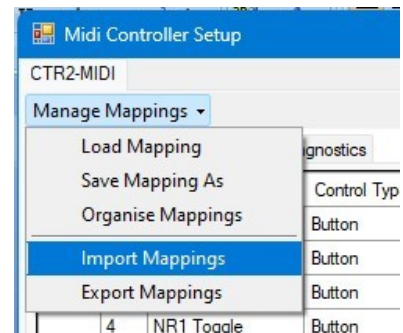 Midi Controller Setup
CTR2-MIDI
Manage Mappings
Load Mapping
Save Mapping As
Organise Mappings
Import Mappings
Export Mappings
gnostics
Control Typ
Button
Button
Button
4 NR1 Toggle Button